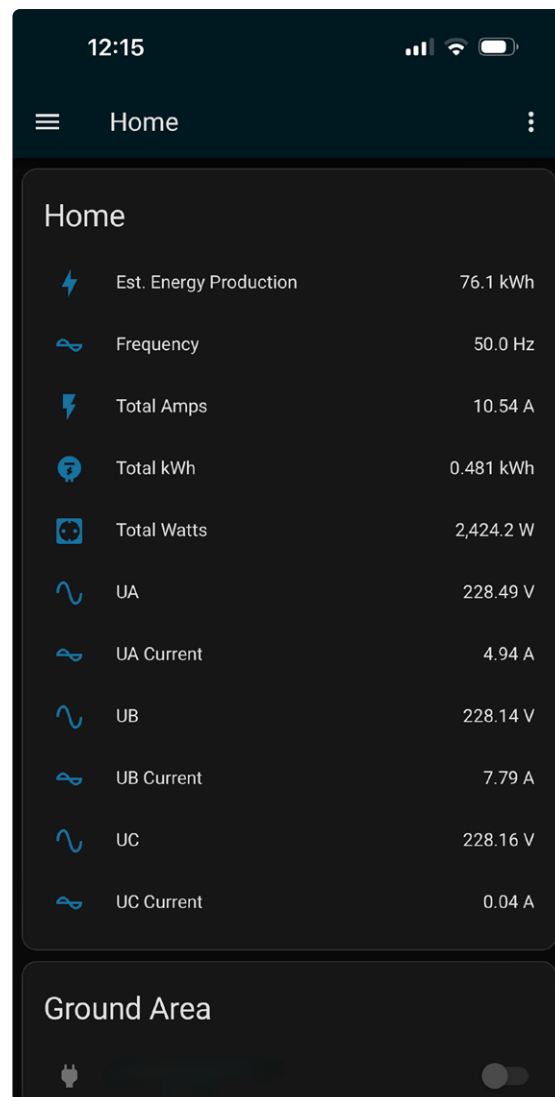 12:15
Home
Home
Est. Energy Production 76.1 kWh
Frequency 50.0 Hz
Total Amps 10.54 A
Total kWh 0.481 kWh
Total Watts 2,424.2 W
UA 228.49 V
UA Current 4.94 A
UB 228.14 V
UB Current 7.79 A
UC 228.16 V
UC Current 0.04 A
Ground Area